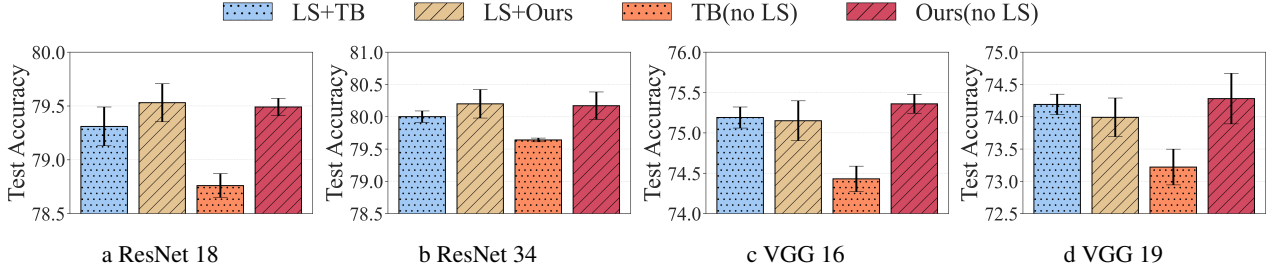 LS+TB LS+Ours TB(no LS) Ours(no LS)
Test Accuracy
80.0
79.5
79.0
78.5
a ResNet 18
Test Accuracy
81.0
80.5
80.0
79.5
79.0
78.5
b ResNet 34
Test Accuracy
76.0
75.5
75.0
74.5
74.0
c VGG 16
Test Accuracy
75.0
74.5
74.0
73.5
73.0
72.5
d VGG 19